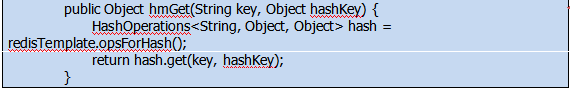 public Object hmGet(String key, Object hashKey) {
HashOperations<String, Object, Object> hash =
redisTemplate.opsForHash();
return hash.get(key, hashKey);
}